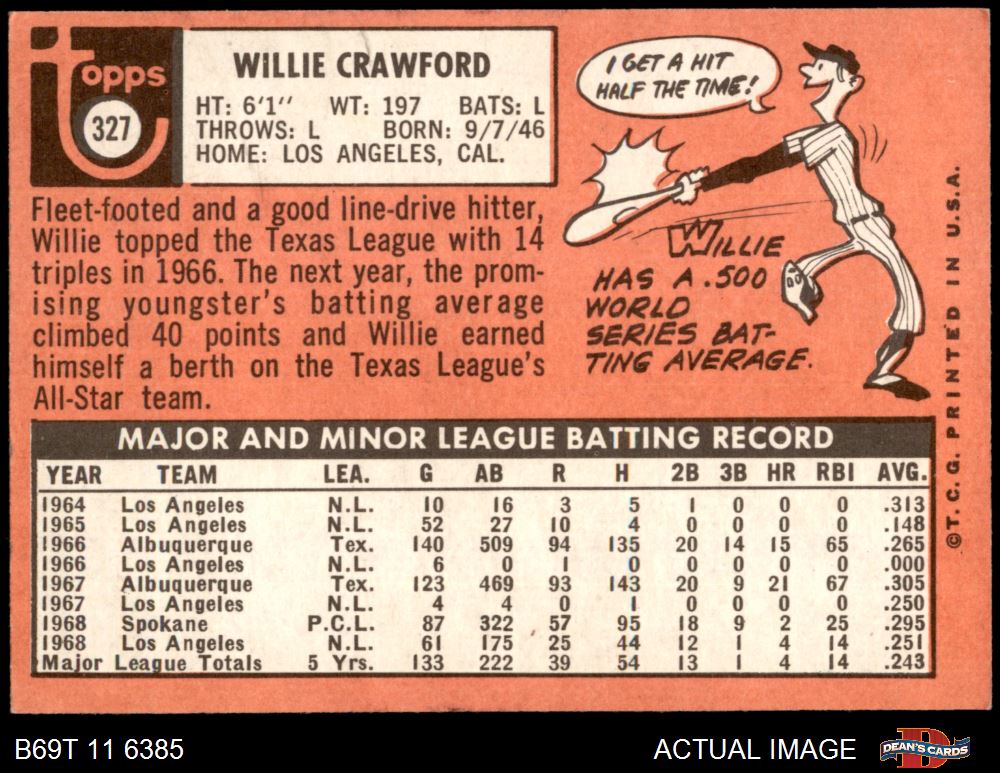 topps
327
WILLIE CRAWFORD
HT: 6'1" WT: 197 BATS: L
THROWS: L BORN: 9/7/46
HOME: LOS ANGELES, CAL.
I GET A HIT
HALF THE TIME!
Fleet-footed and a good line-drive hitter,
Willie topped the Texas League with 14
triples in 1966. The next year, the prom-
ising youngster's batting average
climbed 40 points and Willie earned
himself a berth on the Texas League's
All-Star team.
WILLIE
HAS A .500
WORLD
SERIES BAT-
TING AVERAGE.
©T. C. G. PRINTED IN U.S.A.
MAJOR AND MINOR LEAGUE BATTING RECORD
YEAR TEAM LEA. G AB R H 2B 3B HR RBI AVG.
1964 Los Angeles N.L. 10 16 3 5 1 0 0 0 .313
1965 Los Angeles N.L. 52 27 10 4 0 0 0 0 .148
1966 Albuquerque Tex. 140 509 94 135 20 14 15 65 .265
1966 Los Angeles N.L. 6 0 1 0 0 0 0 0 .000
1967 Albuquerque Tex. 123 469 93 143 20 9 21 67 .305
1967 Los Angeles N.L. 4 4 0 1 0 0 0 0 .250
1968 Spokane P.C.L. 87 322 57 95 18 9 2 25 .295
1968 Los Angeles N.L. 61 175 25 44 12 1 4 14 .251
Major League Totals 5 Yrs. 133 222 39 54 13 1 4 14 .243
B69T 11 6385
ACTUAL IMAGE
DEAN'S CARDS